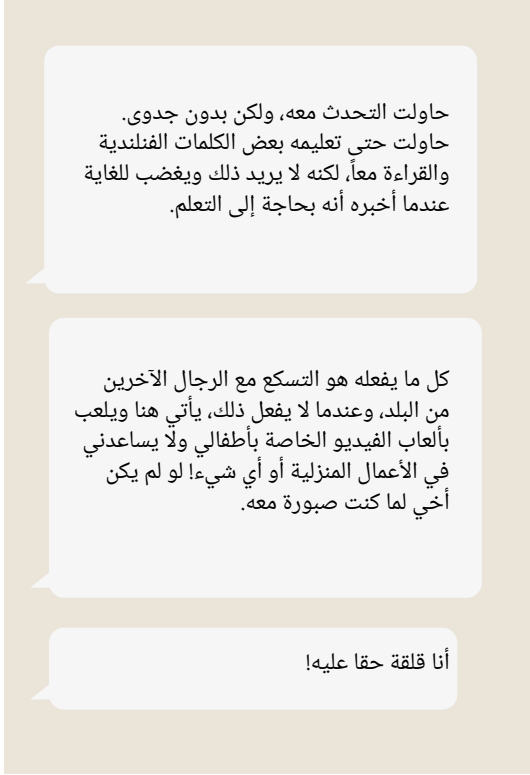 حاولت التحدث معه، ولكن بدون جدوى.
حاولت حتى تعليمه بعض الكلمات الفنلندية
والقراءة معاً، لكنه لا يريد ذلك ويغضب للغاية
عندما أخبره أنه بحاجة إلى التعلم.
كل ما يفعله هو التسكع مع الرجال الآخرين
من البلد، وعندما لا يفعل ذلك، يأتي هنا ويلعب
بألعاب الفيديو الخاصة بأطفالي ولا يساعدني
في الأعمال المنزلية أو أي شيء! لو لم يكن
أخي لما كنت صبورة معه.
أنا قلقة حقا عليه!